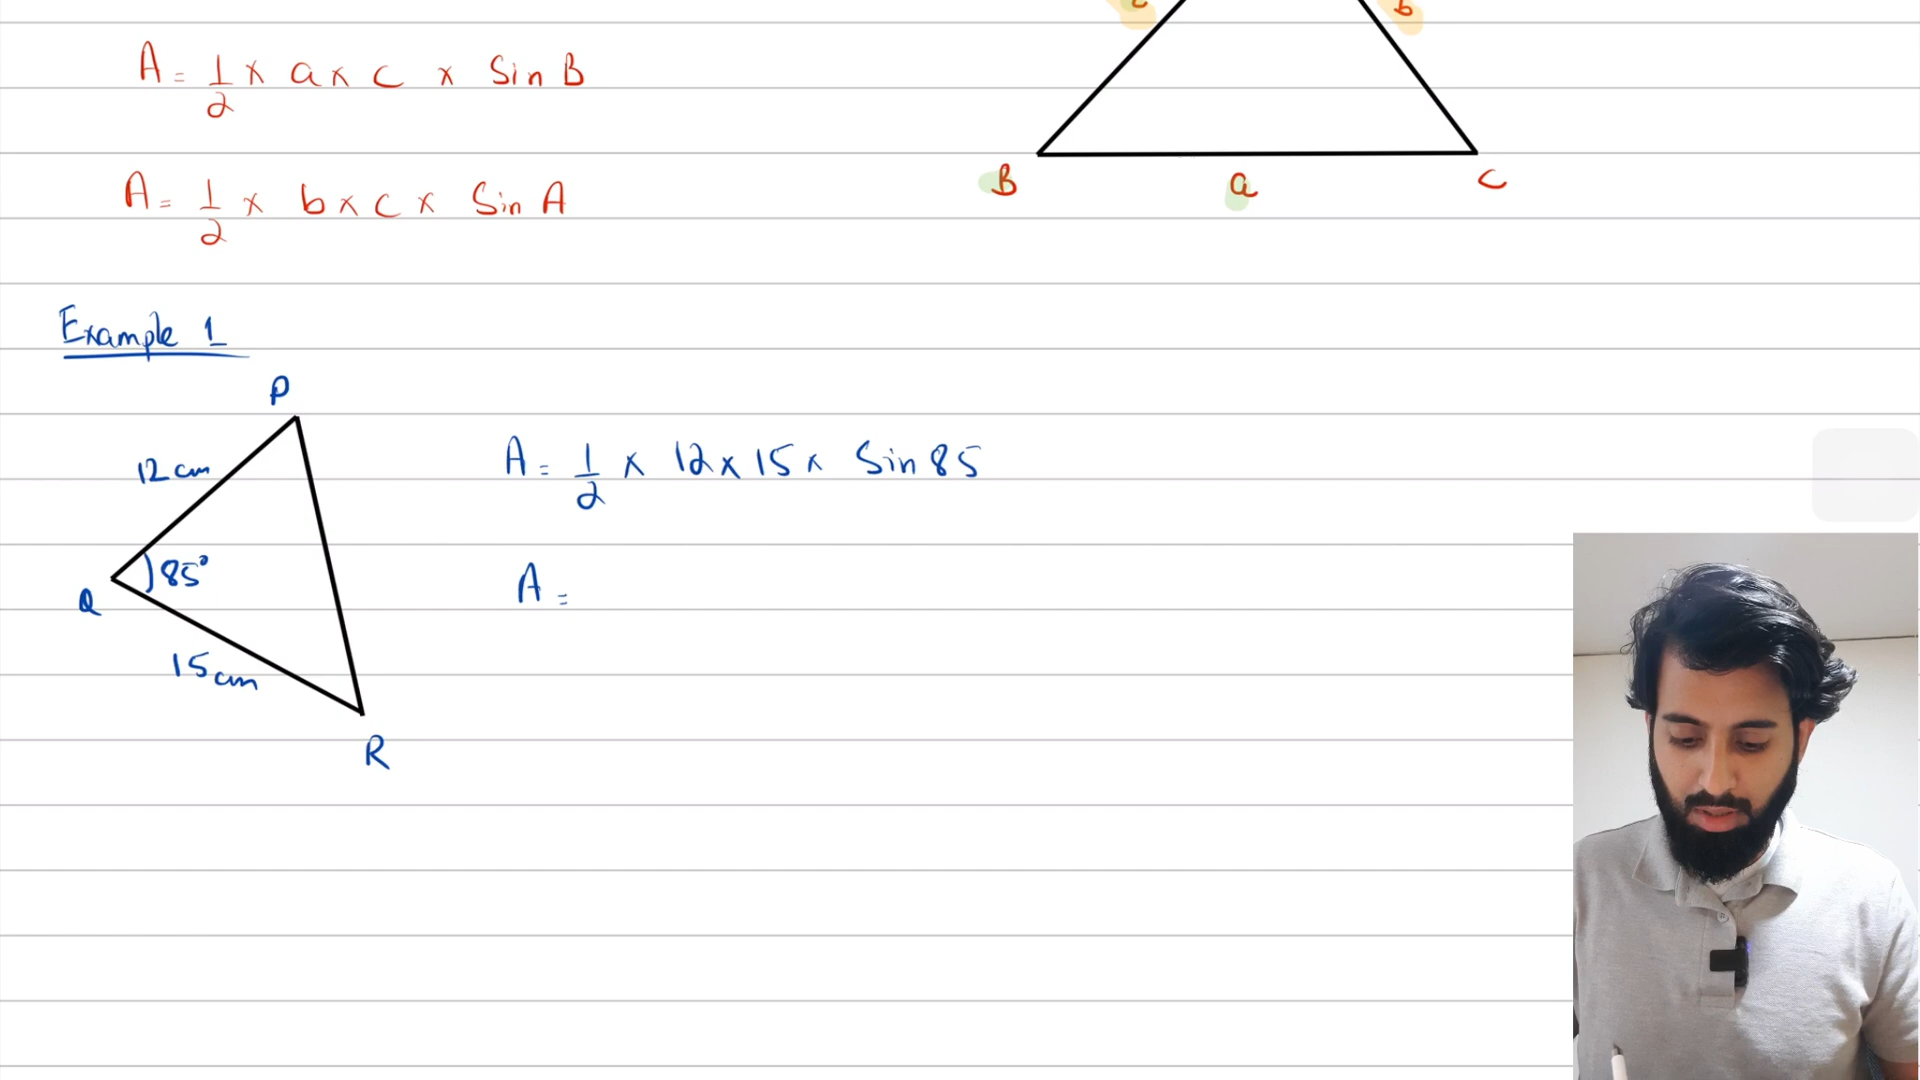 c
b
A = 1/2 x a x c x Sin B
B
a
C
A = 1/2 x b x c x Sin A
Example 1
P
12 cm
A = 1/2 x 12 x 15 x Sin 85
85°
Q
A =
15 cm
R